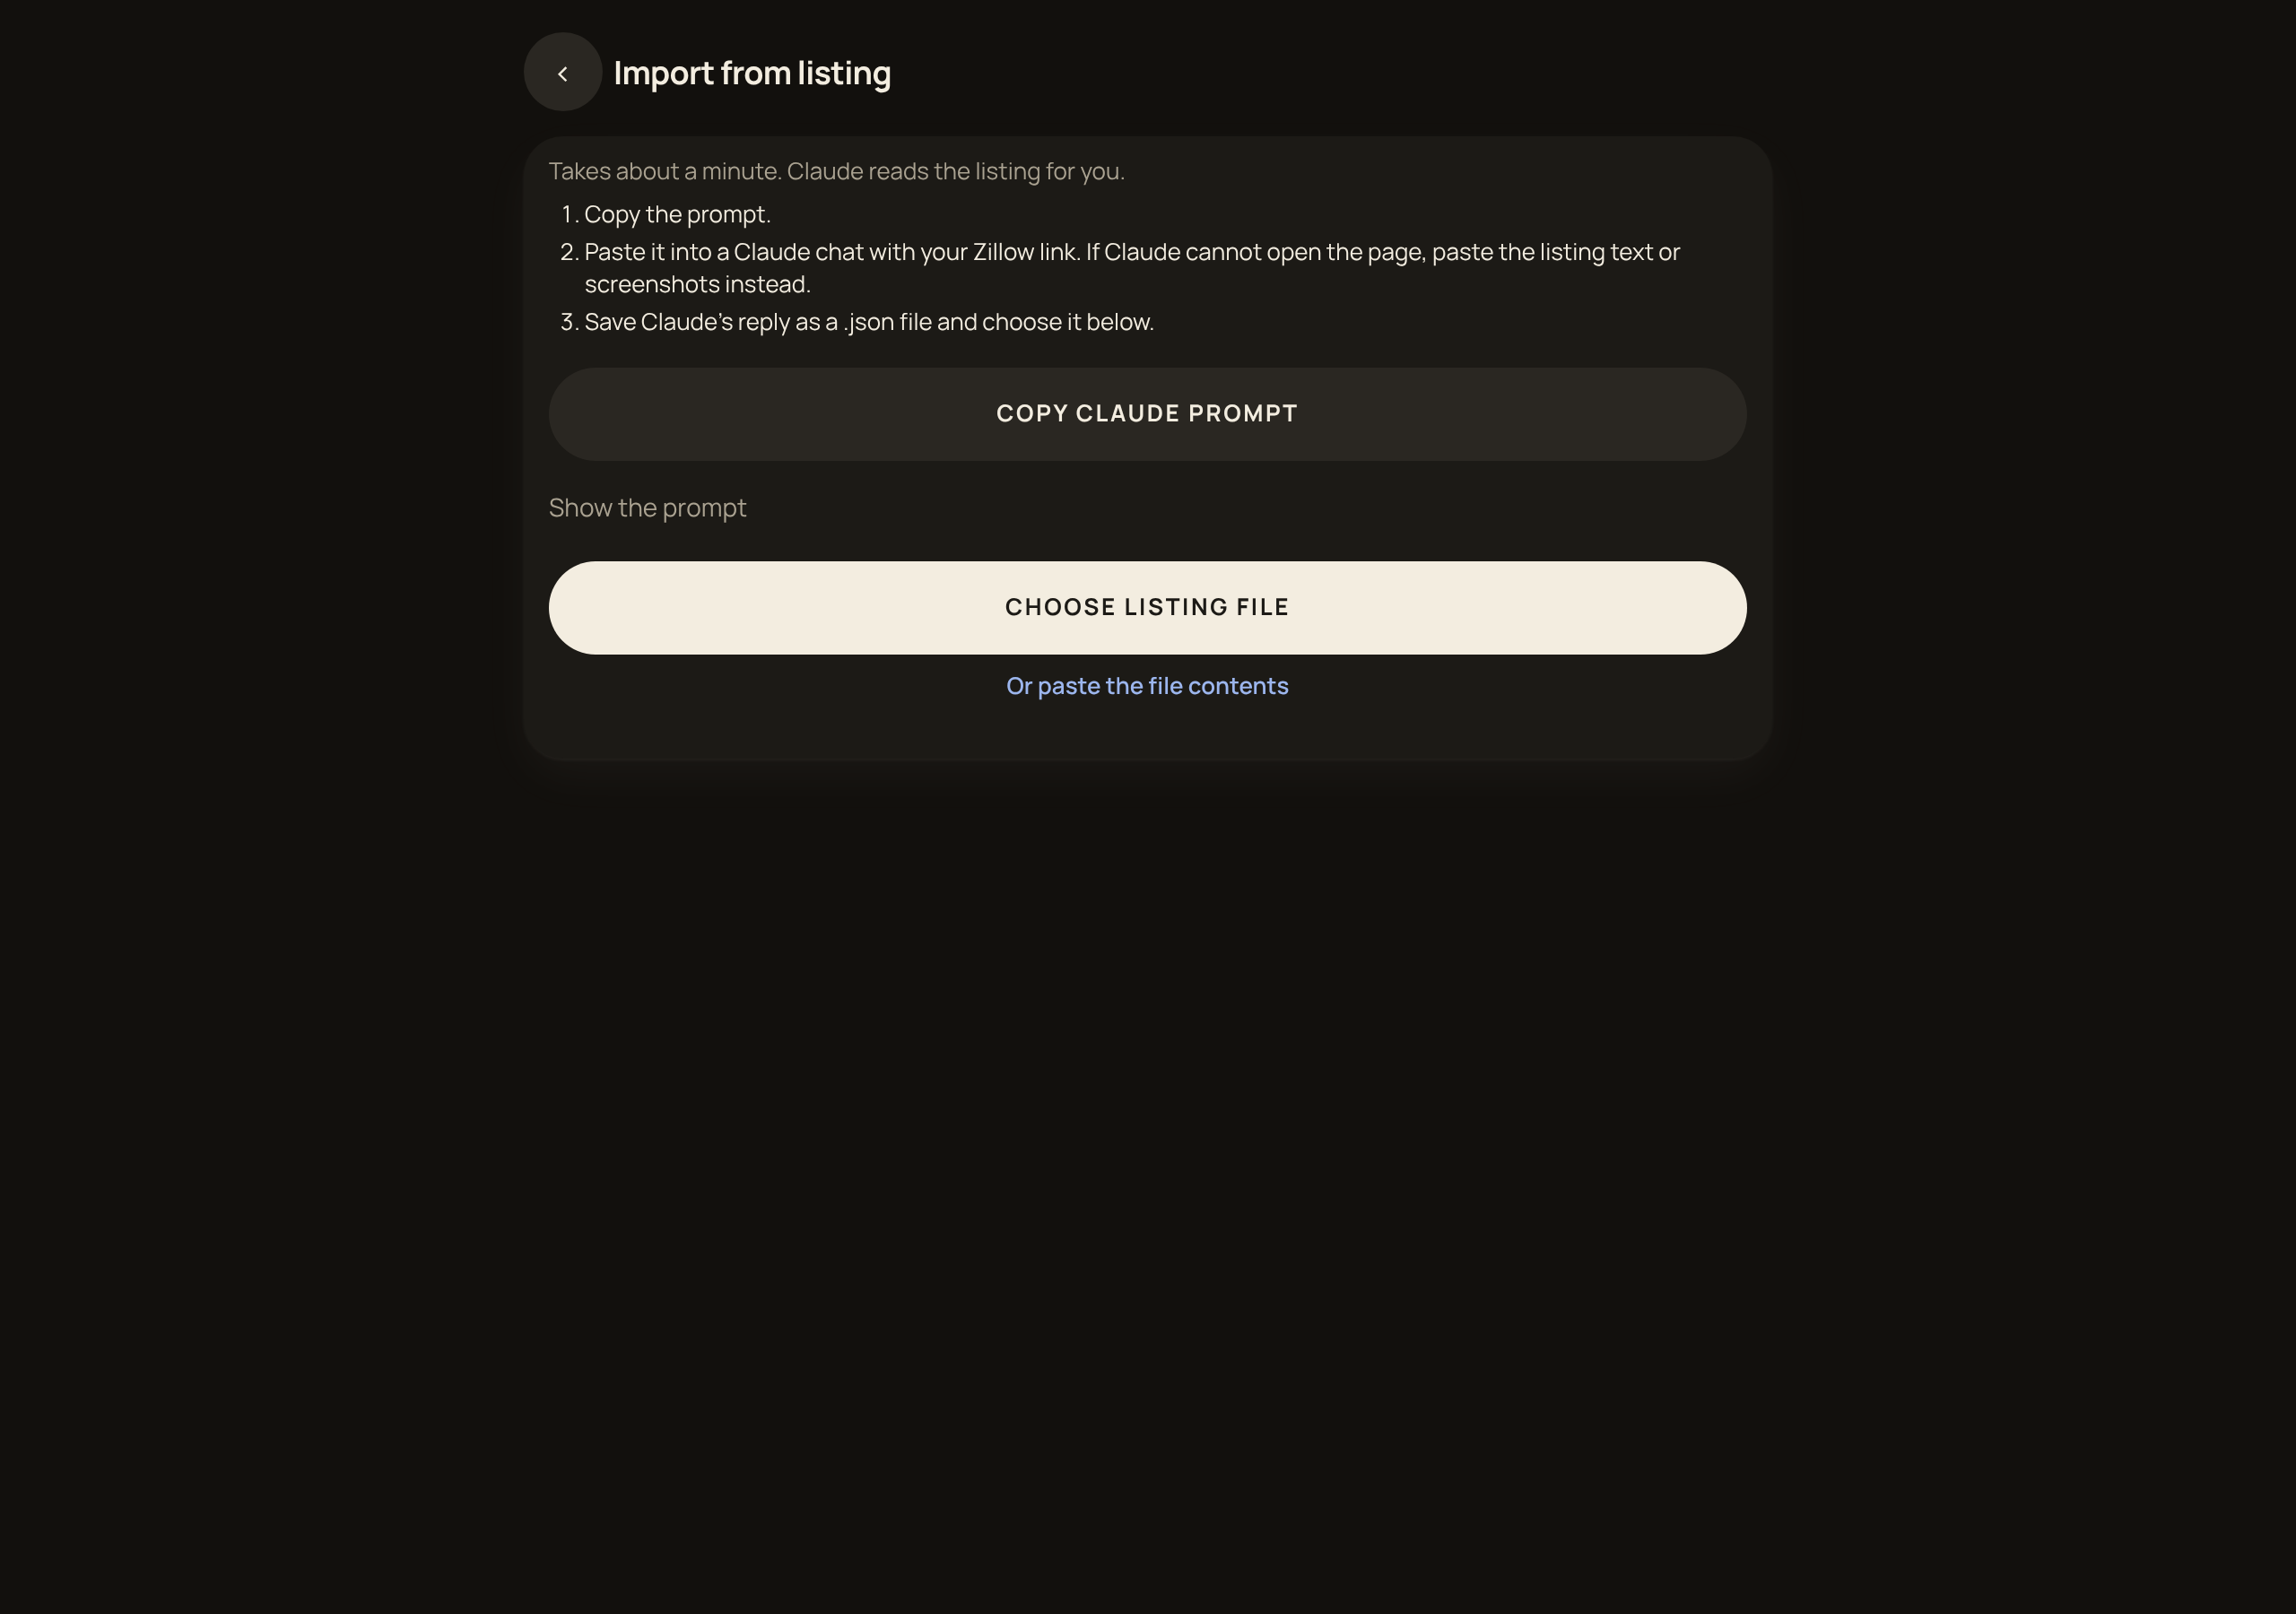 Import from listing
Takes about a minute. Claude reads the listing for you.
1. Copy the prompt.
2. Paste it into a Claude chat with your Zillow link. If Claude cannot open the page, paste the listing text or
screenshots instead.
3. Save Claude’s reply as a .json file and choose it below.
COPY CLAUDE PROMPT
Show the prompt
CHOOSE LISTING FILE
Or paste the file contents